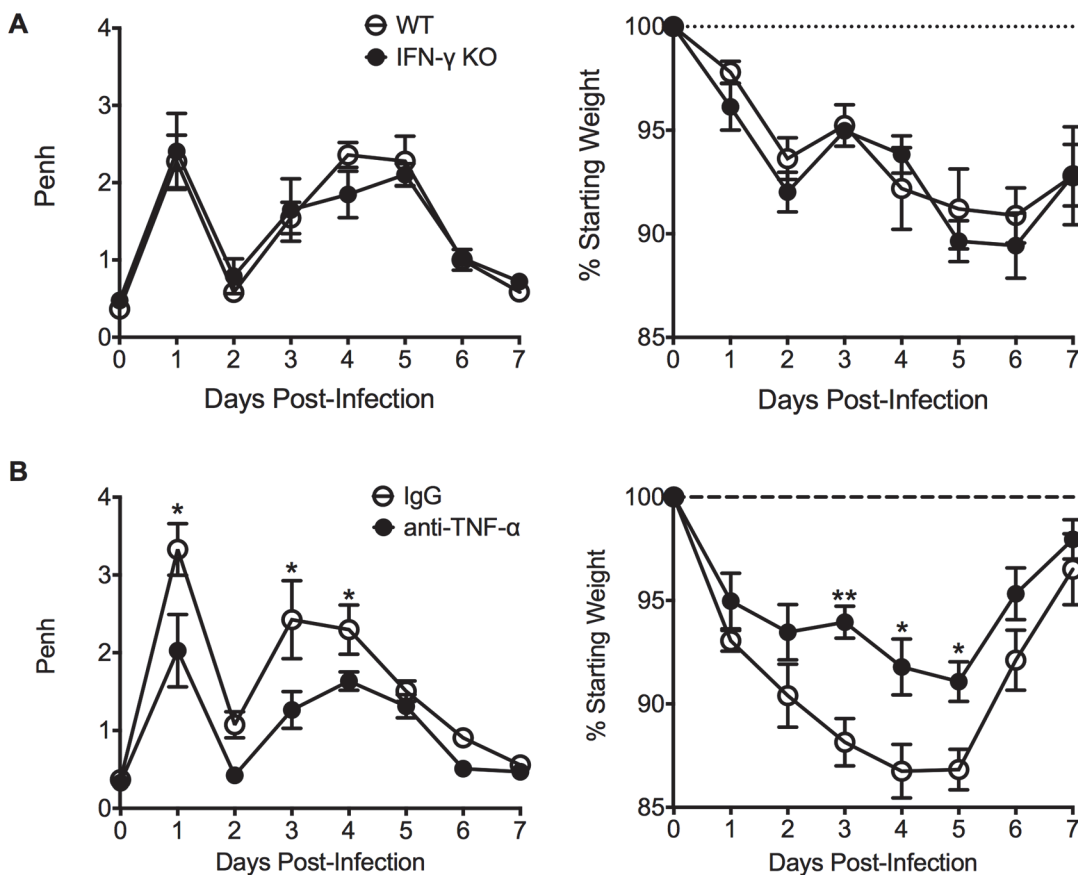 A
WT
IFN-γ KO
Penh
4
3
2
1
0
0 1 2 3 4 5 6 7
Days Post-Infection
% Starting Weight
100
95
90
85
0 1 2 3 4 5 6 7
Days Post-Infection
B
IgG
anti-TNF-α
Penh
4
3
2
1
0
* * *
0 1 2 3 4 5 6 7
Days Post-Infection
% Starting Weight
100
95
90
85
** * *
0 1 2 3 4 5 6 7
Days Post-Infection